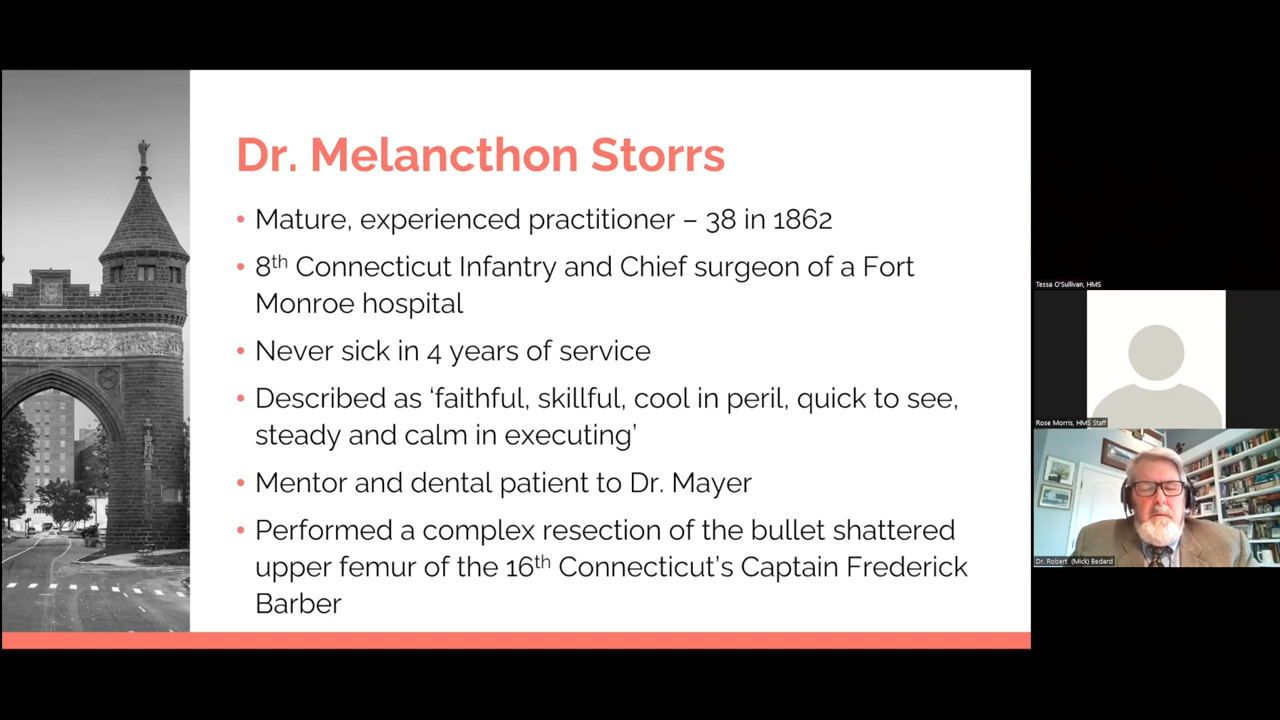 Dr. Melancthon Storrs
• Mature, experienced practitioner – 38 in 1862
• 8th Connecticut Infantry and Chief surgeon of a Fort
Monroe hospital
• Never sick in 4 years of service
• Described as ‘faithful, skillful, cool in peril, quick to see,
steady and calm in executing’
• Mentor and dental patient to Dr. Mayer
• Performed a complex resection of the bullet shattered
upper femur of the 16th Connecticut’s Captain Frederick
Barber
Tessa O'Sullivan, HMS
Rose Morris, HMS Staff
Dr. Robert (Mick) Bedard